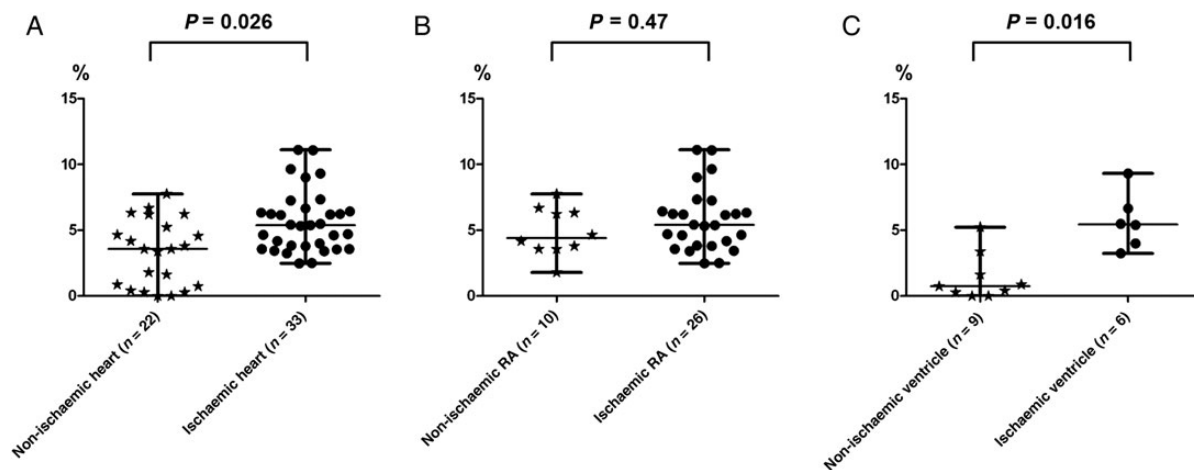 A
P = 0.026
%
15
10
5
0
Non-ischaemic heart (n = 22)
Ischaemic heart (n = 33)
B
P = 0.47
%
15
10
5
0
Non-ischaemic RA (n = 10)
Ischaemic RA (n = 26)
C
P = 0.016
%
15
10
5
0
Non-ischaemic ventricle (n = 9)
Ischaemic ventricle (n = 6)